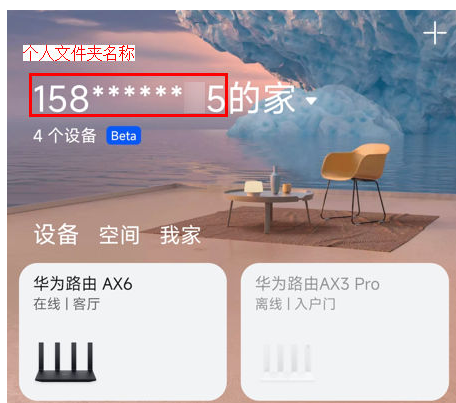 个人文件夹名称
158****** 5的家
4 个设备 Beta
设备 空间 我家
华为路由 AX6
在线 | 客厅
华为路由AX3 Pro
离线 | 入户门